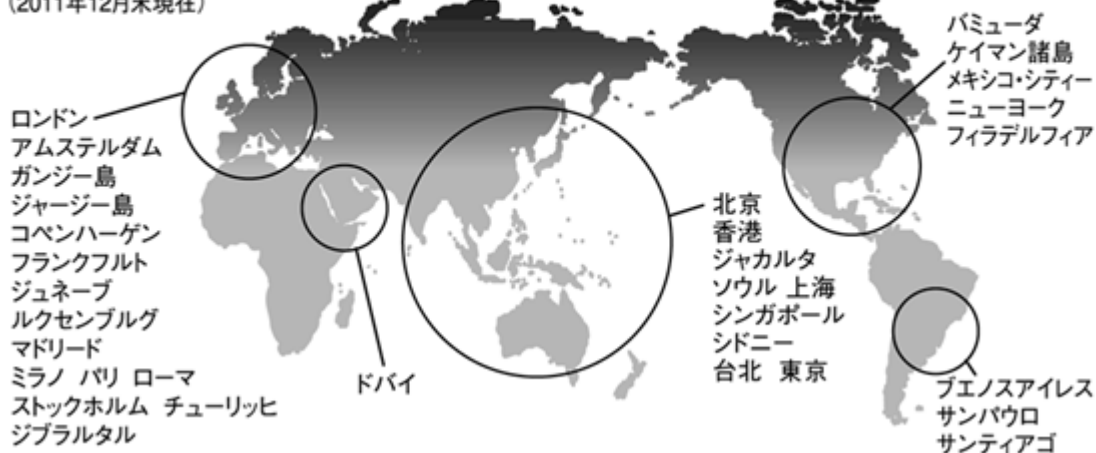 （2011年12月末現在）
ロンドン
アムステルダム
ガンジー島
ジャージー島
コペンハーゲン
フランクフルト
ジュネーブ
ルクセンブルグ
マドリード
ミラノ パリ ローマ
ストックホルム チューリッヒ
ジブラルタル
ドバイ
北京
香港
ジャカルタ
ソウル 上海
シンガポール
シドニー
台北 東京
バミューダ
ケイマン諸島
メキシコ・シティー
ニューヨーク
フィラデルフィア
ブエノスアイレス
サンパウロ
サンティアゴ